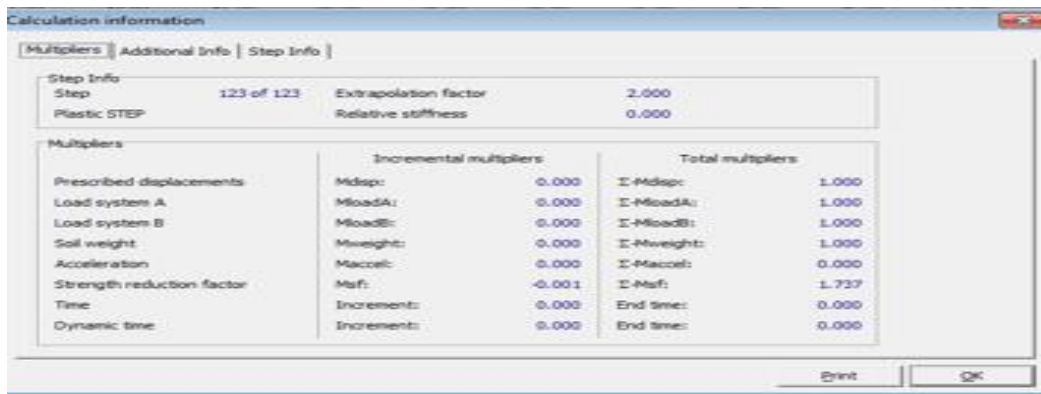 Calculation information
Multipliers Additional Info Step Info
Step Info
Step 123 of 123 Extrapolation factor 2.000
Plastic STEP Relative stiffness 0.000
Multipliers
Incremental multipliers Total multipliers
Prescribed displacements Mdisp: 0.000 Σ-Mdisp: 1.000
Load system A MloadA: 0.000 Σ-MloadA: 1.000
Load system B MloadB: 0.000 Σ-MloadB: 1.000
Soil weight Mweight: 0.000 Σ-Mweight: 1.000
Acceleration Maccel: 0.000 Σ-Maccel: 0.000
Strength reduction factor Msf: -0.001 Σ-Msf: 1.737
Time Increment: 0.000 End time: 0.000
Dynamic time Increment: 0.000 End time: 0.000
Print OK